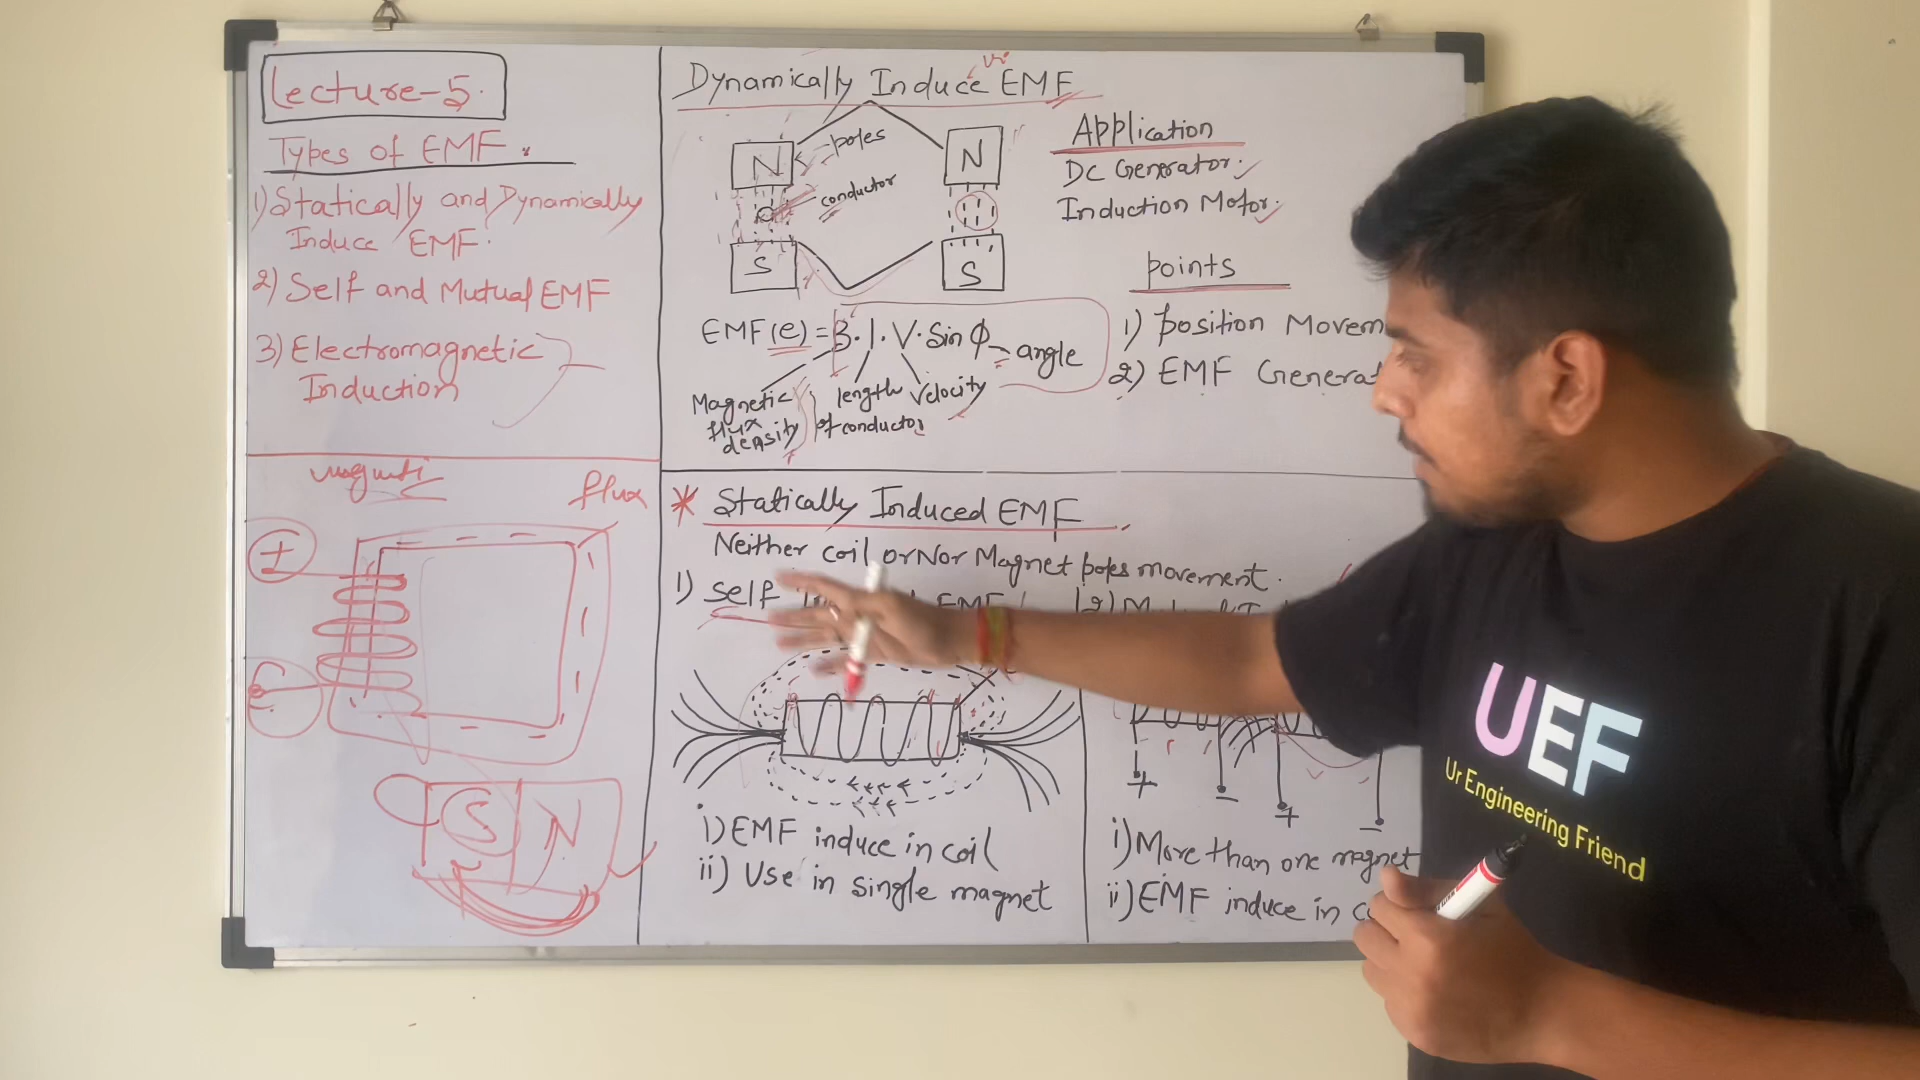 Lecture-5.
Types of EMF.
1) Statically and Dynamically
Induce EMF.
2) Self and Mutual EMF
3) Electromagnetic
Induction
flux
I
S N
Dynamically Induce EMF
N
poles
conductor
S
N
S
EMF(e) = B.l.V.Sin ϕ
angle
Magnetic
flux
density
length
of conductor
Velocity
Application
DC Generator.
Induction Motor.
points
1) position
2) EMF
* Statically Induced EMF
Neither coil or Nor Magnet poles movement.
1) Self EMF
2)
i) EMF induce in coil
ii) Use in single magnet
+ - + -
i) More than one magnet
ii) EMF induce in
UEF
Ur Engineering Friend